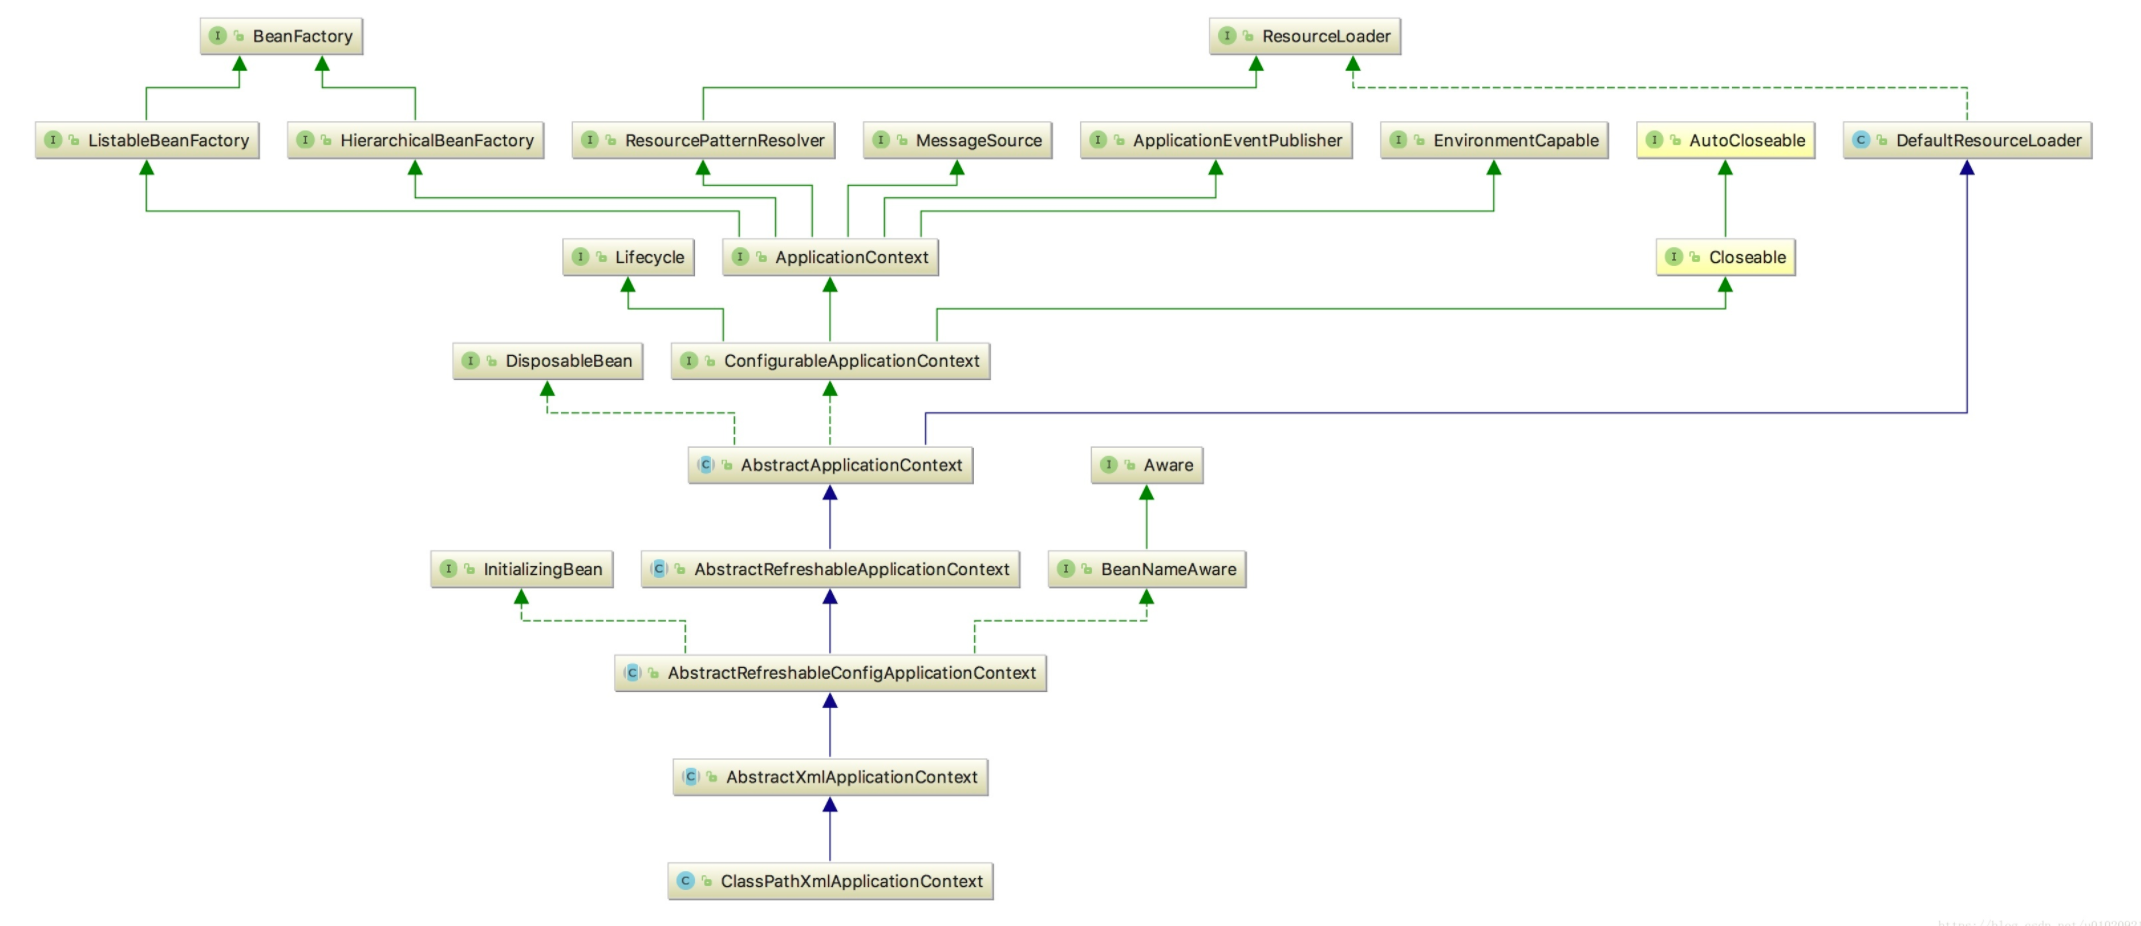 BeanFactory
ResourceLoader
ListableBeanFactory
HierarchicalBeanFactory
ResourcePatternResolver
MessageSource
ApplicationEventPublisher
EnvironmentCapable
AutoCloseable
DefaultResourceLoader
Lifecycle
ApplicationContext
Closeable
DisposableBean
ConfigurableApplicationContext
AbstractApplicationContext
Aware
InitializingBean
AbstractRefreshableApplicationContext
BeanNameAware
AbstractRefreshableConfigApplicationContext
AbstractXmlApplicationContext
ClassPathXmlApplicationContext